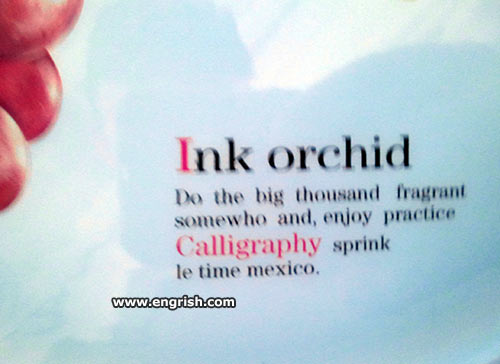 Ink orchid
Do the big thousand fragrant
somewho and, enjoy practice
Calligraphy sprink
le time mexico.
www.engrish.com